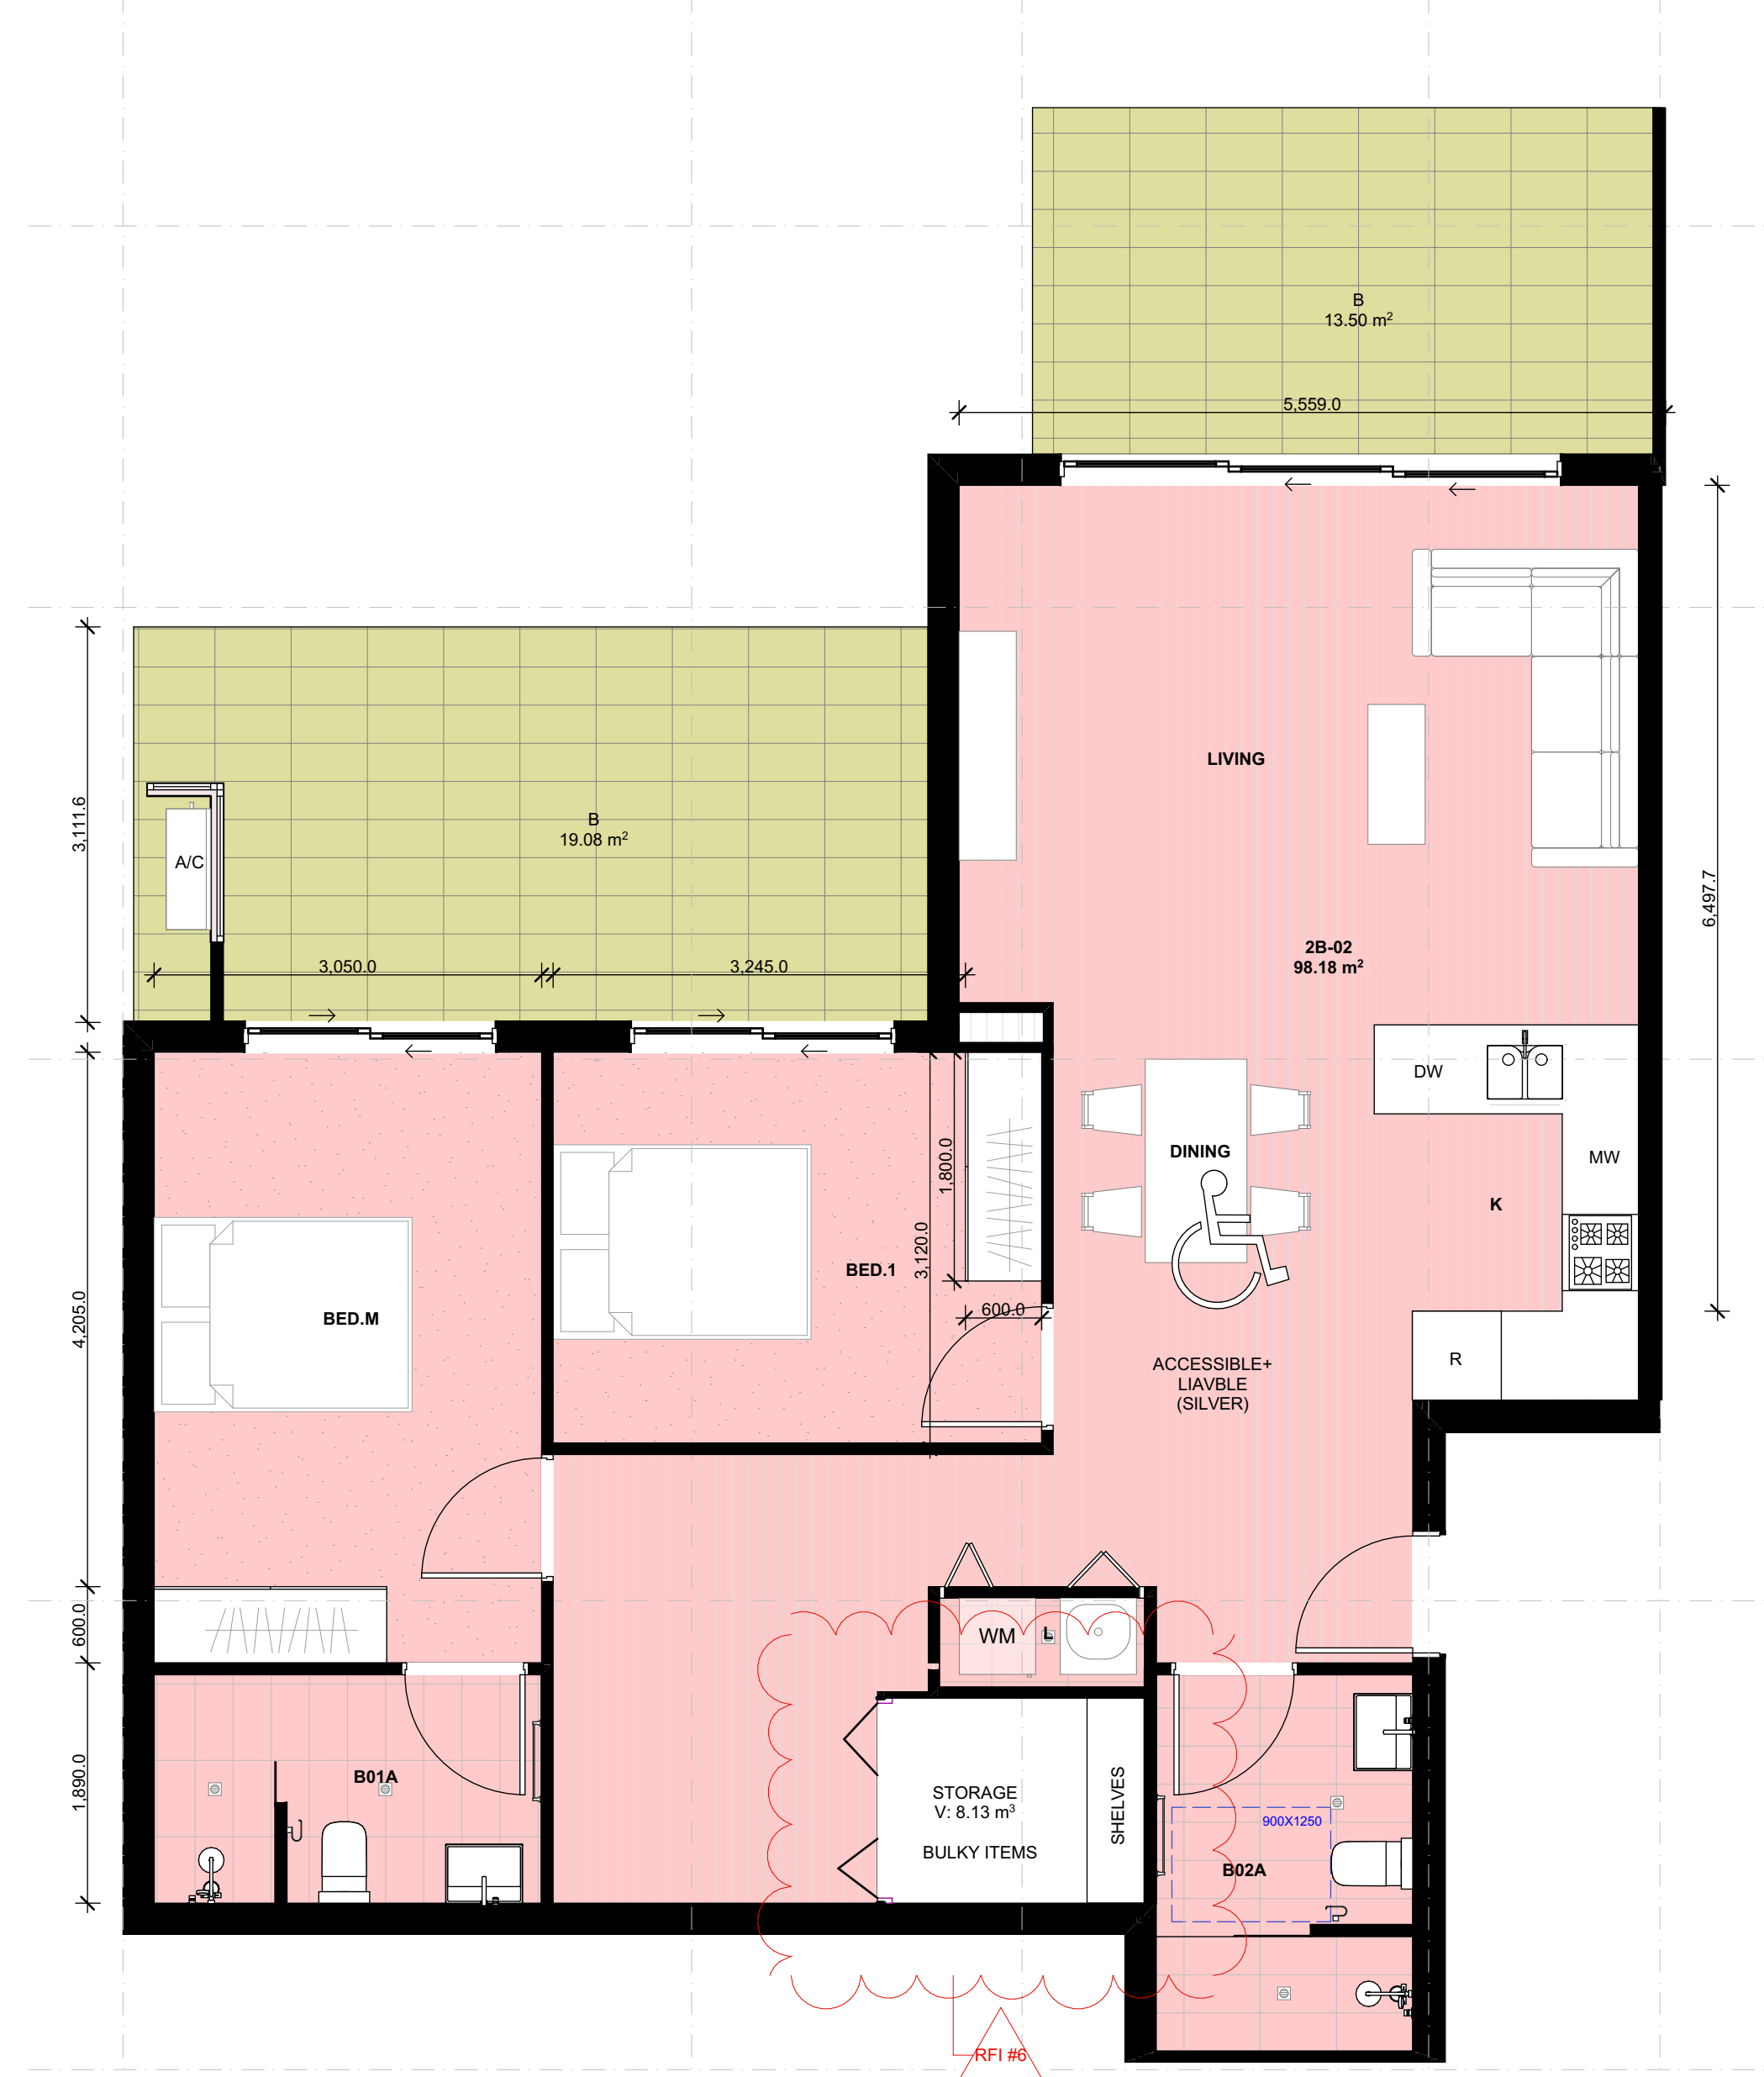 B
13.50 m²
5,559.0
LIVING
3,111.6
B
19.08 m²
A/C
6,497.7
2B-02
98.18 m²
3,050.0
3,245.0
DW
DINING
MW
1,800.0
K
3,120.0
BED.1
600.0
BED.M
4,205.0
ACCESSIBLE+
LIAVBLE
(SILVER)
R
600.0
WM
L
B01A
1,890.0
STORAGE
V: 8.13 m³
BULKY ITEMS
SHELVES
900X1250
B02A
RFI #6